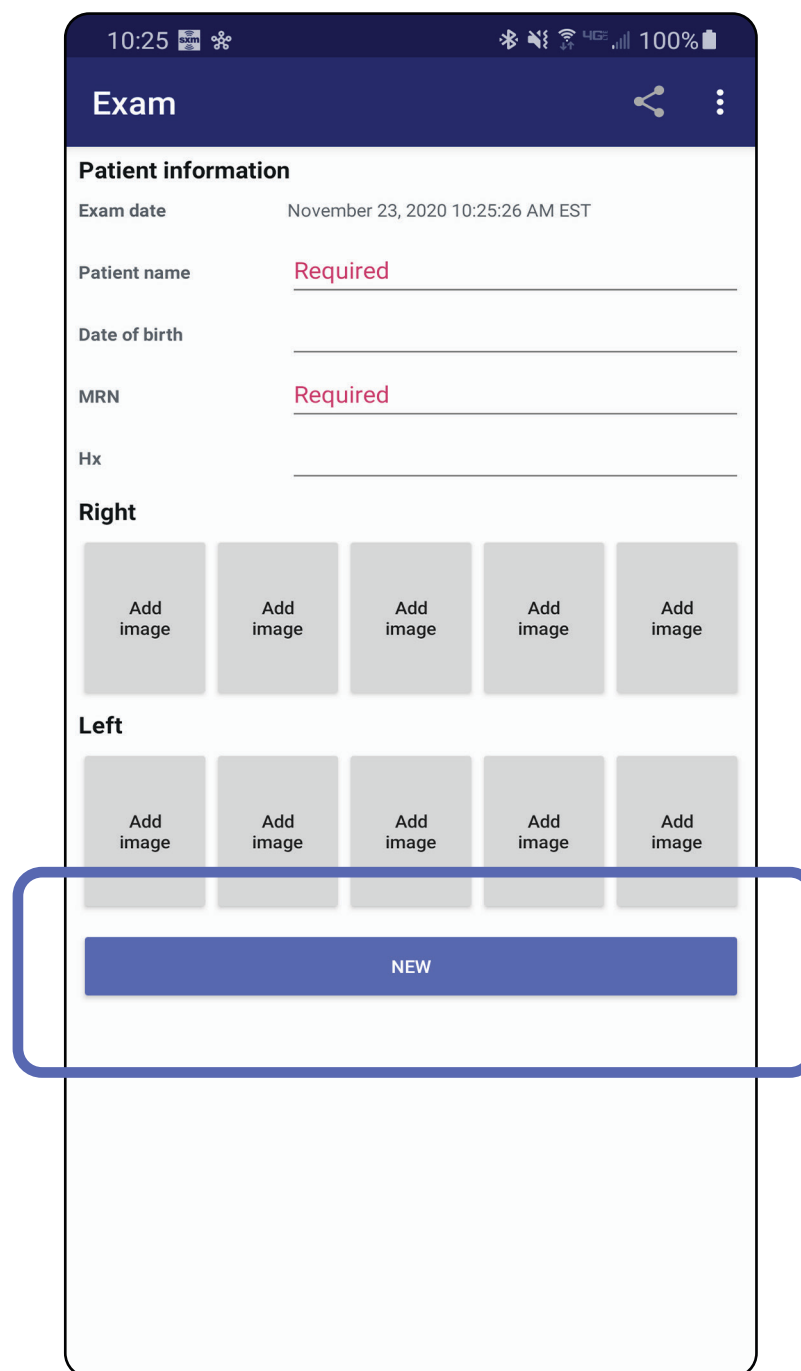 10:25 sxm 4GE 100%
Exam
Patient information
Exam date November 23, 2020 10:25:26 AM EST
Patient name Required
Date of birth
MRN Required
Hx
Right
Add Add Add Add Add
image image image image image
Left
Add Add Add Add Add
image image image image image
NEW